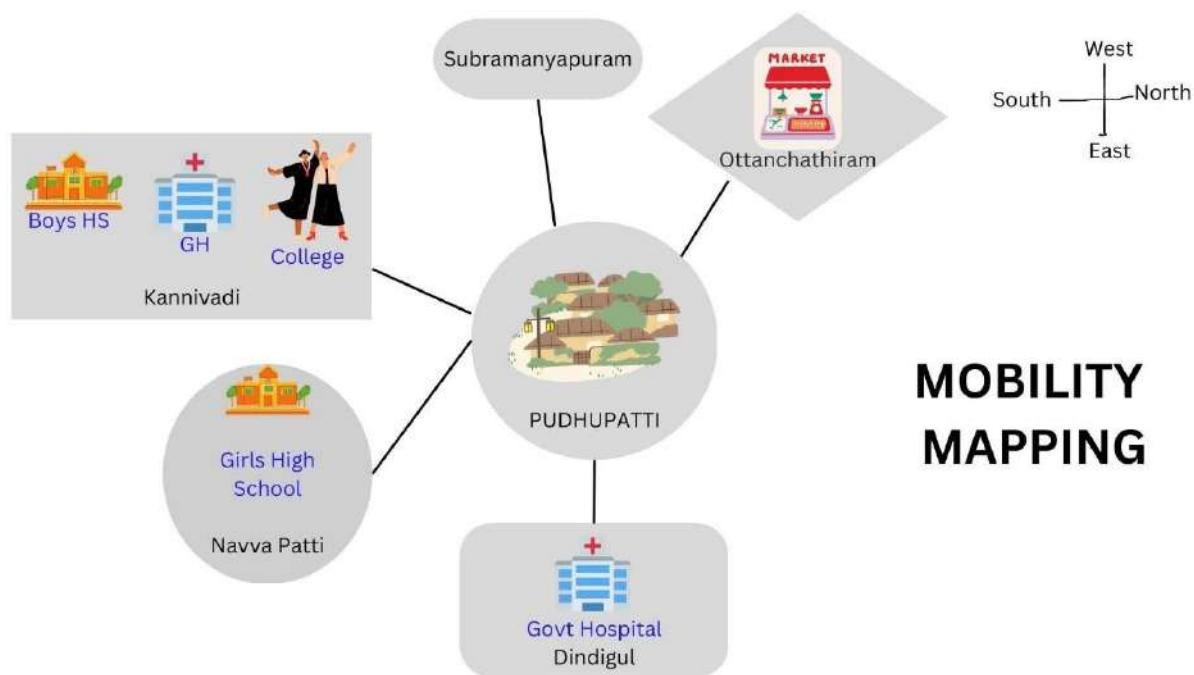 Subramanyapuram
MARKET
Ottanchathiram
West
South
North
East
Boys HS
GH
College
Kannivadi
PUDHUPATTI
MOBILITY
MAPPING
Girls High
School
Navva Patti
Govt Hospital
Dindigul